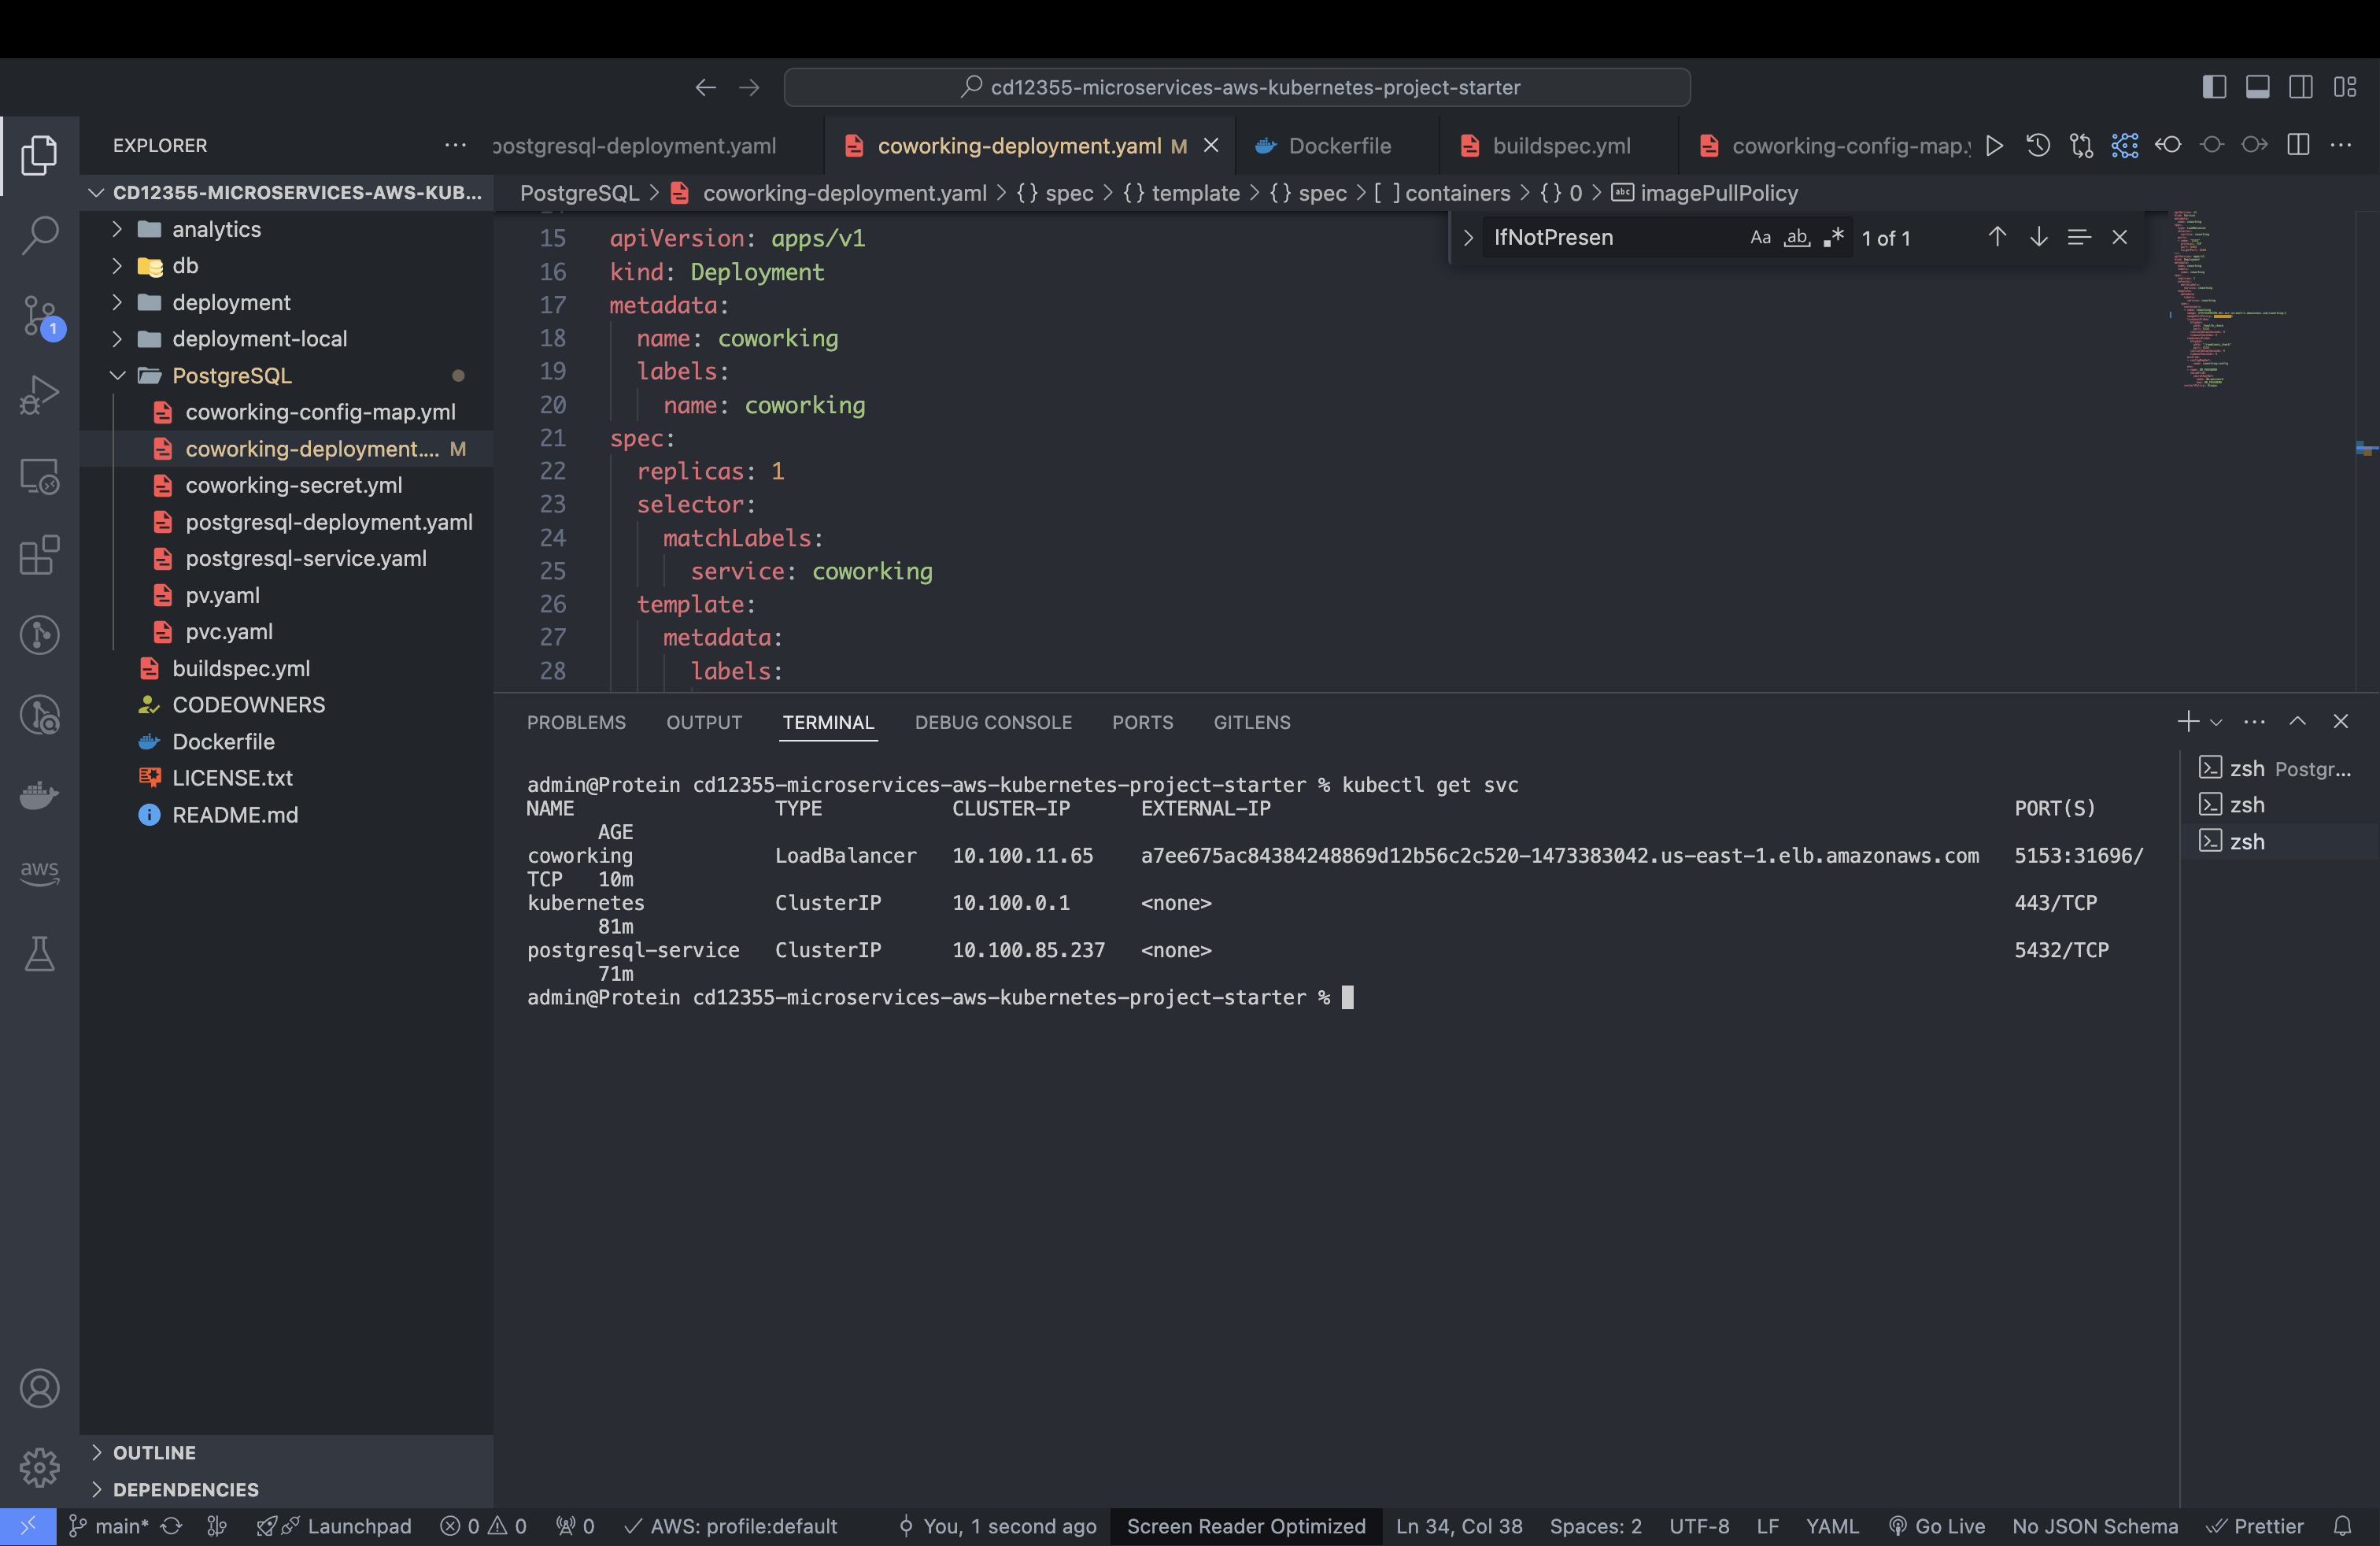 cd12355-microservices-aws-kubernetes-project-starter
EXPLORER
postgresql-deployment.yaml
coworking-deployment.yaml M
Dockerfile
buildspec.yml
coworking-config-map.y
CD12355-MICROSERVICES-AWS-KUB...
PostgreSQL > coworking-deployment.yaml > {} spec > {} template > {} spec > [ ] containers > {} 0 > abc imagePullPolicy
IfNotPresen
Aa ab .*
1 of 1
analytics
db
deployment
deployment-local
PostgreSQL
coworking-config-map.yml
coworking-deployment.... M
coworking-secret.yml
postgresql-deployment.yaml
postgresql-service.yaml
pv.yaml
pvc.yaml
buildspec.yml
CODEOWNERS
Dockerfile
LICENSE.txt
README.md
1
aws
15 apiVersion: apps/v1
16 kind: Deployment
17 metadata:
18 name: coworking
19 labels:
20 name: coworking
21 spec:
22 replicas: 1
23 selector:
24 matchLabels:
25 service: coworking
26 template:
27 metadata:
28 labels:
PROBLEMS OUTPUT TERMINAL DEBUG CONSOLE PORTS GITLENS
admin@Protein cd12355-microservices-aws-kubernetes-project-starter % kubectl get svc
NAME TYPE CLUSTER-IP EXTERNAL-IP PORT(S)
AGE
coworking LoadBalancer 10.100.11.65 a7ee675ac84384248869d12b56c2c520-1473383042.us-east-1.elb.amazonaws.com 5153:31696/
TCP 10m
kubernetes ClusterIP 10.100.0.1 <none> 443/TCP
81m
postgresql-service ClusterIP 10.100.85.237 <none> 5432/TCP
71m
admin@Protein cd12355-microservices-aws-kubernetes-project-starter %
zsh Postgr...
zsh
zsh
OUTLINE
DEPENDENCIES
main* Launchpad 0 0 0 AWS: profile:default You, 1 second ago Screen Reader Optimized Ln 34, Col 38 Spaces: 2 UTF-8 LF YAML Go Live No JSON Schema Prettier